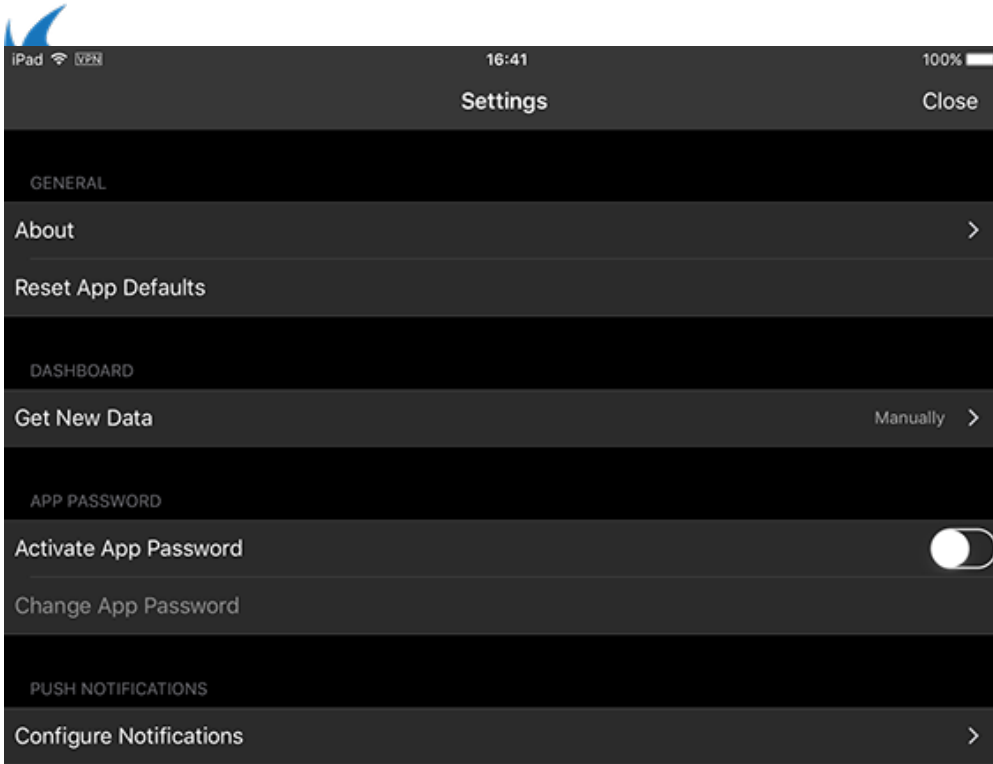 iPad VPN 16:41 100%
Settings Close
GENERAL
About
Reset App Defaults
DASHBOARD
Get New Data Manually
APP PASSWORD
Activate App Password
Change App Password
PUSH NOTIFICATIONS
Configure Notifications